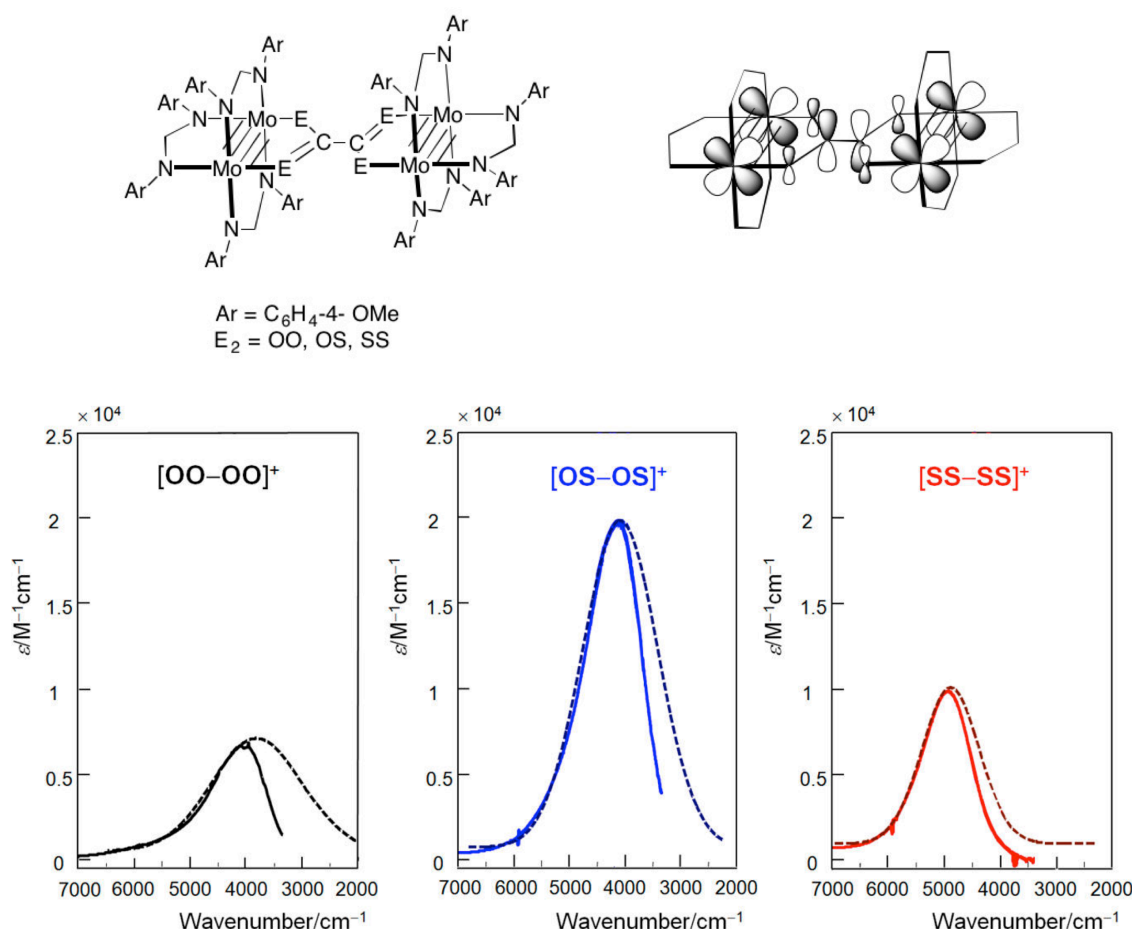 Ar
Ar
Ar
Ar
Ar
N
N
N
N
N
Mo
E
E
Mo
N
Ar
C
C
Mo
E
E
Mo
N
N
N
N
N
Ar
Ar
Ar
Ar
Ar = C6H4-4- OMe
E2 = OO, OS, SS
× 10⁴
2.5
2
1.5
1
0.5
0
ε/M⁻¹cm⁻¹
[OO–OO]⁺
7000 6000 5000 4000 3000 2000
Wavenumber/cm⁻¹
× 10⁴
2.5
2
1.5
1
0.5
0
ε/M⁻¹cm⁻¹
[OS–OS]⁺
7000 6000 5000 4000 3000 2000
Wavenumber/cm⁻¹
× 10⁴
2.5
2
1.5
1
0.5
0
ε/M⁻¹cm⁻¹
[SS–SS]⁺
7000 6000 5000 4000 3000 2000
Wavenumber/cm⁻¹